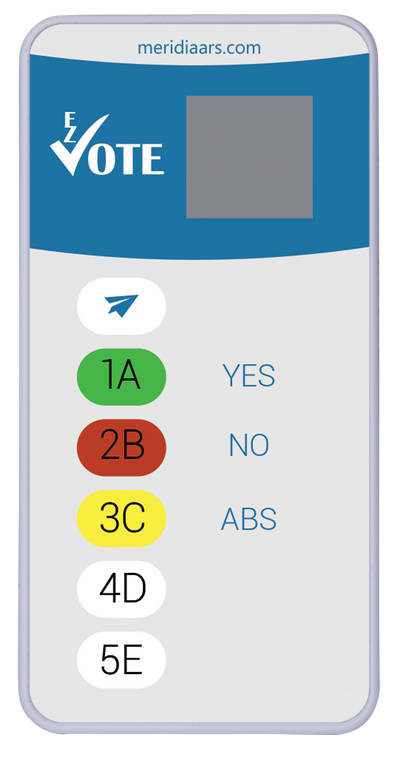 meridiaars.com
EZ VOTE
1A YES
2B NO
3C ABS
4D
5E